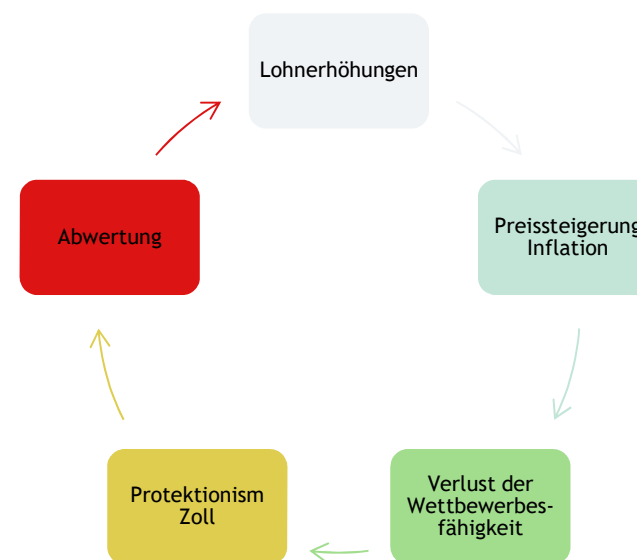 Lohnerhöhungen
Preissteigerung
Inflation
Verlust der
Wettbewerbes-
fähigkeit
Protektionism
Zoll
Abwertung